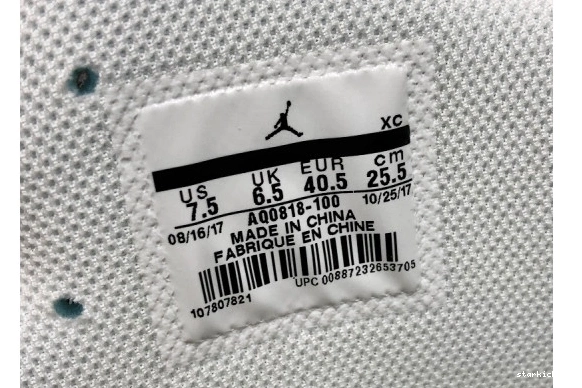 XC
US UK EUR cm
7.5 6.5 40.5 25.5
08/16/17 AQ0818-100 10/25/17
MADE IN CHINA
FABRIQUE EN CHINE
107807821 UPC 00887232653705